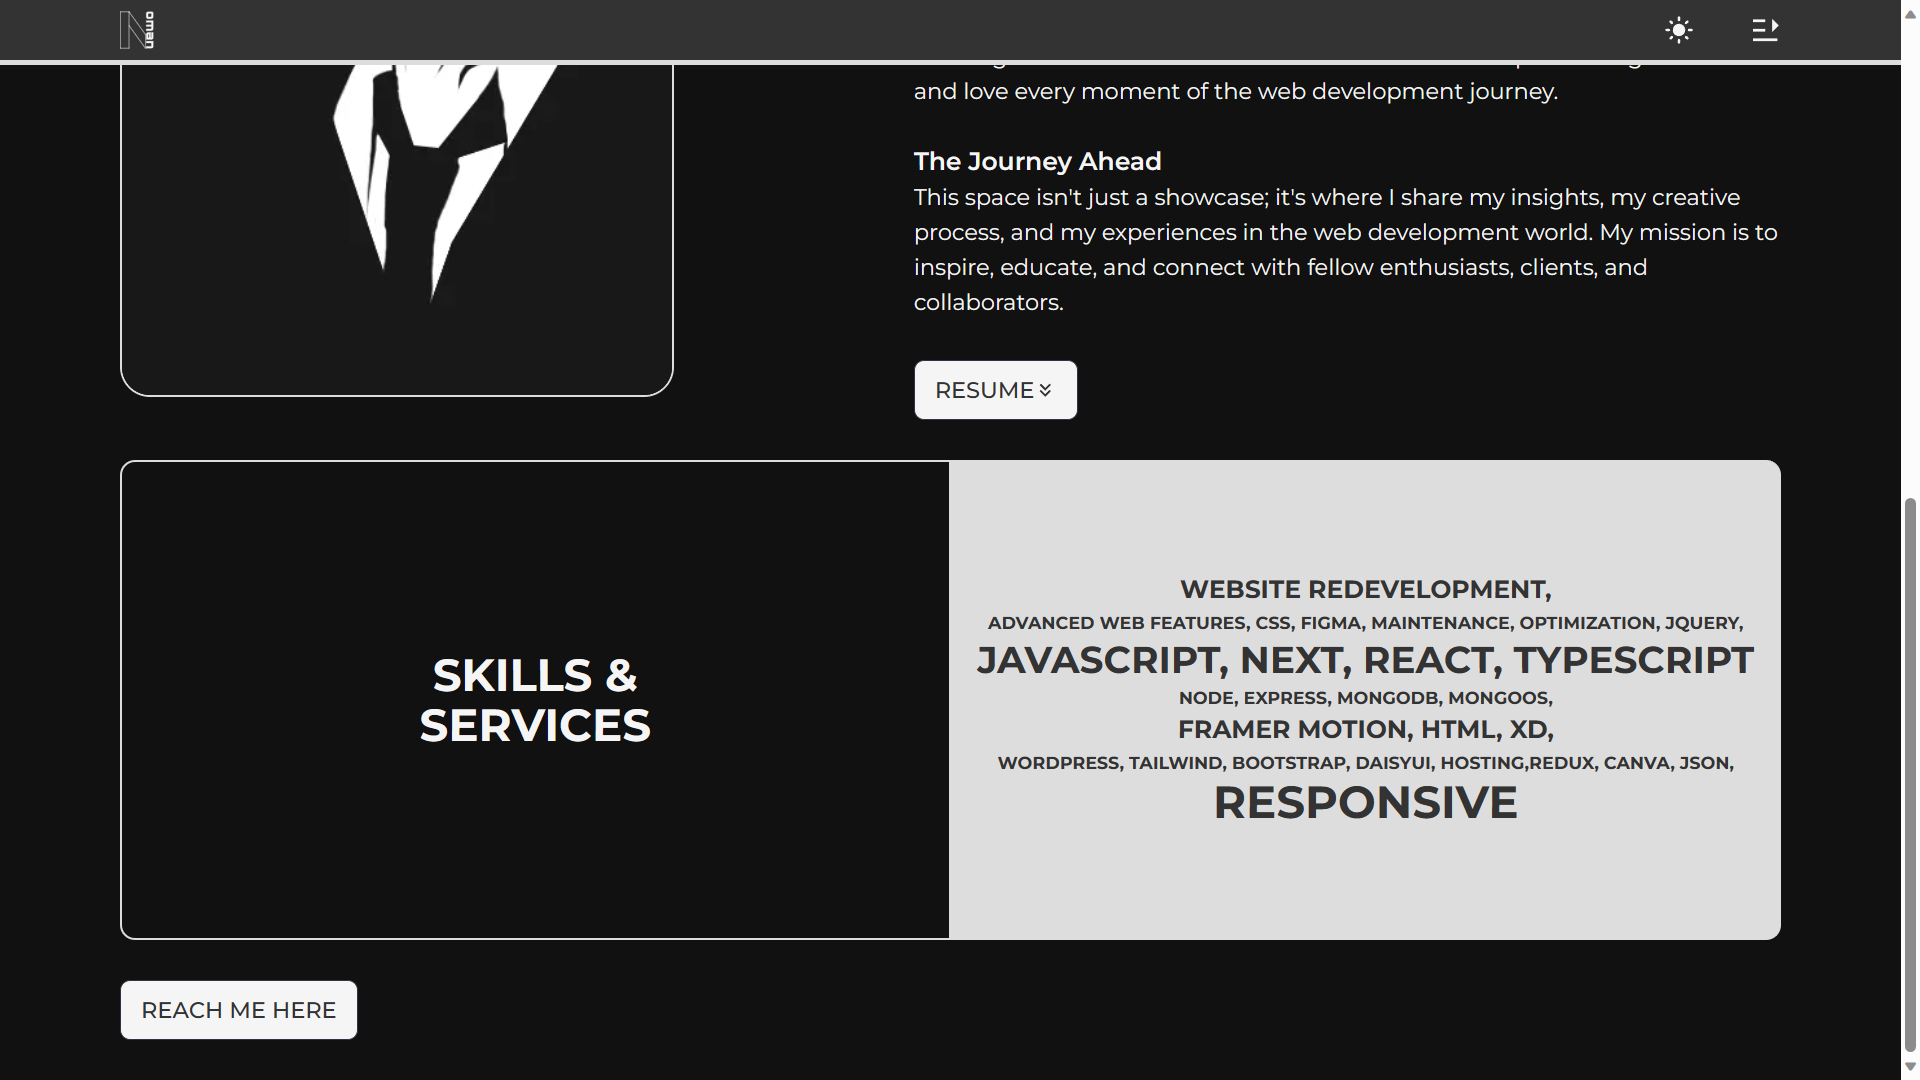 Noman
and love every moment of the web development journey.
The Journey Ahead
This space isn't just a showcase; it's where I share my insights, my creative
process, and my experiences in the web development world. My mission is to
inspire, educate, and connect with fellow enthusiasts, clients, and
collaborators.
RESUME
SKILLS &
SERVICES
WEBSITE REDEVELOPMENT,
ADVANCED WEB FEATURES, CSS, FIGMA, MAINTENANCE, OPTIMIZATION, JQUERY,
JAVASCRIPT, NEXT, REACT, TYPESCRIPT
NODE, EXPRESS, MONGODB, MONGOOS,
FRAMER MOTION, HTML, XD,
WORDPRESS, TAILWIND, BOOTSTRAP, DAISYUI, HOSTING,REDUX, CANVA, JSON,
RESPONSIVE
REACH ME HERE